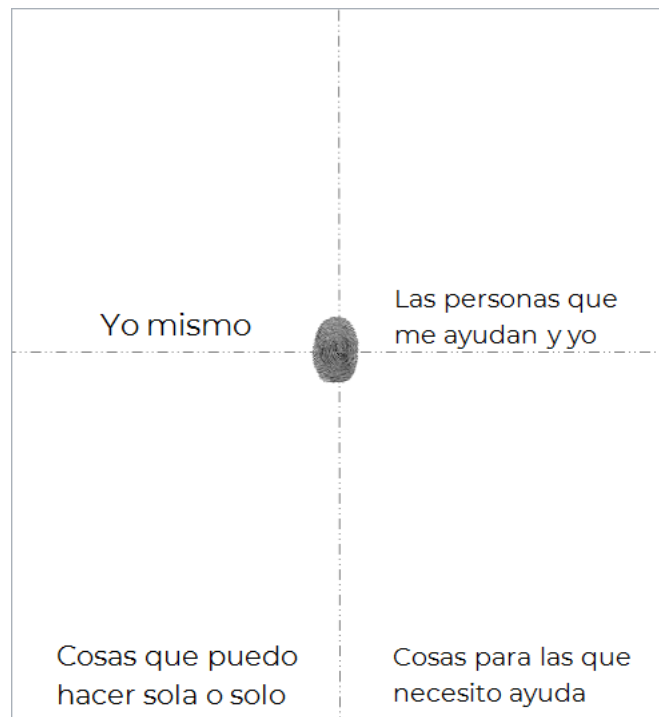 Yo mismo
Las personas que
me ayudan y yo
Cosas que puedo
hacer sola o solo
Cosas para las que
necesito ayuda